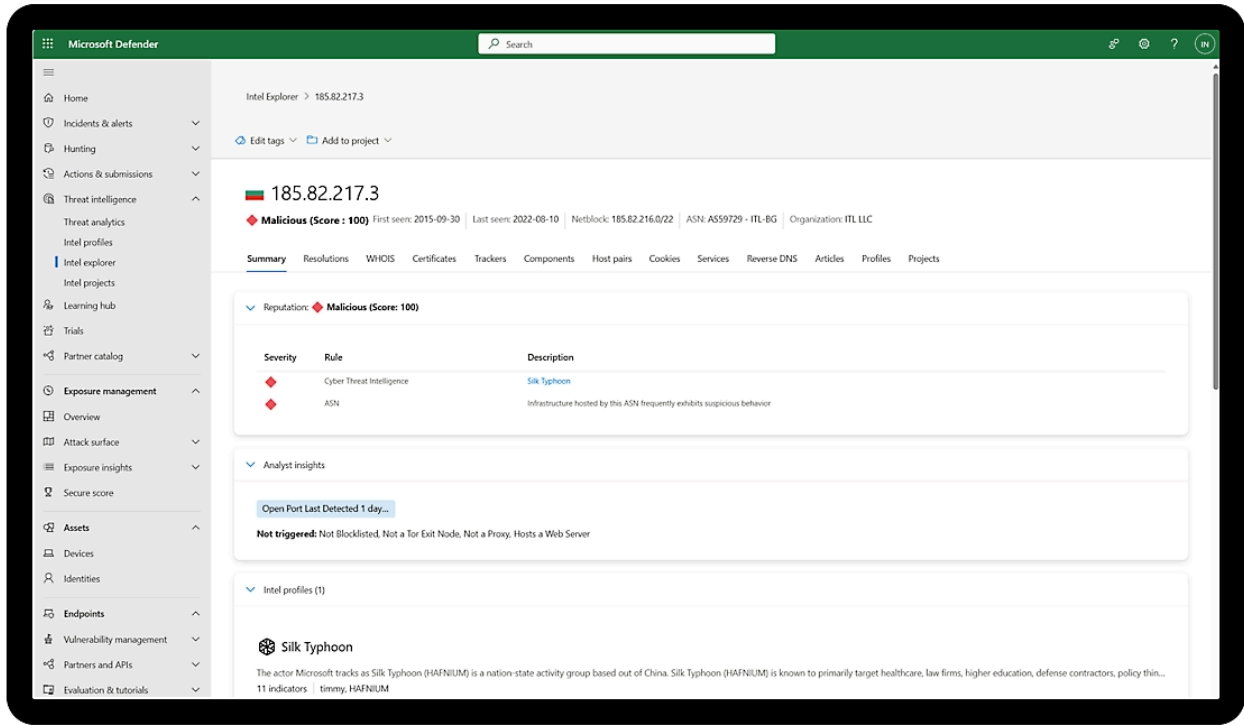 Microsoft Defender
Search
IN
Home
Incidents & alerts
Hunting
Actions & submissions
Threat intelligence
Threat analytics
Intel profiles
Intel explorer
Intel projects
Learning hub
Trials
Partner catalog
Exposure management
Overview
Attack surface
Exposure insights
Secure score
Assets
Devices
Identities
Endpoints
Vulnerability management
Partners and APIs
Evaluation & tutorials
Intel Explorer > 185.82.217.3
Edit tags Add to project
185.82.217.3
Malicious (Score : 100) First seen: 2015-09-30 Last seen: 2022-08-10 Netblock: 185.82.216.0/22 ASN: AS59729 - ITL-BG Organization: ITL LLC
Summary Resolutions WHOIS Certificates Trackers Components Host pairs Cookies Services Reverse DNS Articles Profiles Projects
Reputation: Malicious (Score: 100)
Severity Rule Description
Cyber Threat Intelligence Silk Typhoon
ASN Infrastructure hosted by this ASN frequently exhibits suspicious behavior
Analyst insights
Open Port Last Detected 1 day...
Not triggered: Not Blocklisted, Not a Tor Exit Node, Not a Proxy, Hosts a Web Server
Intel profiles (1)
Silk Typhoon
The actor Microsoft tracks as Silk Typhoon (HAFNIUM) is a nation-state activity group based out of China. Silk Typhoon (HAFNIUM) is known to primarily target healthcare, law firms, higher education, defense contractors, policy thin...
11 indicators timmy, HAFNIUM